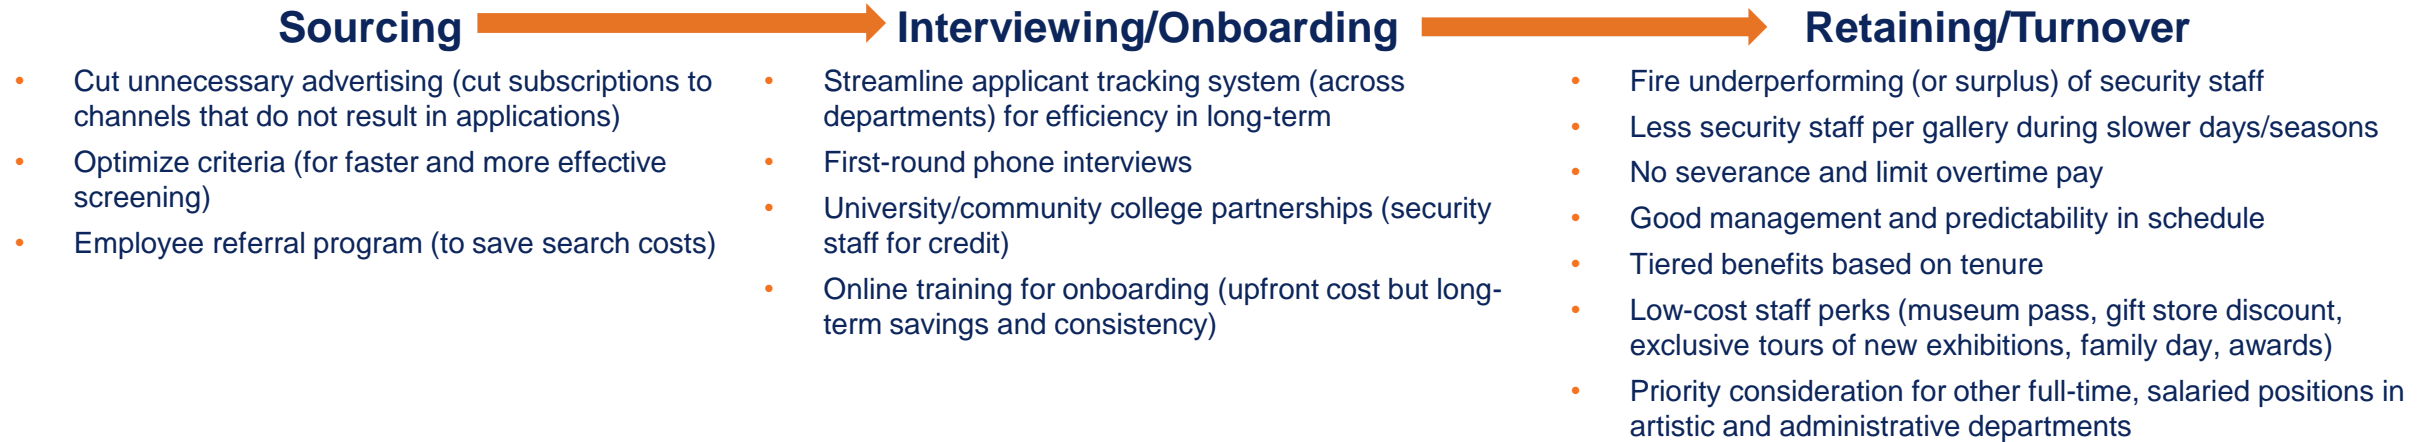 Sourcing
• Cut unnecessary advertising (cut subscriptions to
channels that do not result in applications)
• Optimize criteria (for faster and more effective
screening)
• Employee referral program (to save search costs)
Interviewing/Onboarding
• Streamline applicant tracking system (across
departments) for efficiency in long-term
• First-round phone interviews
• University/community college partnerships (security
staff for credit)
• Online training for onboarding (upfront cost but long-
term savings and consistency)
Retaining/Turnover
• Fire underperforming (or surplus) of security staff
• Less security staff per gallery during slower days/seasons
• No severance and limit overtime pay
• Good management and predictability in schedule
• Tiered benefits based on tenure
• Low-cost staff perks (museum pass, gift store discount,
exclusive tours of new exhibitions, family day, awards)
• Priority consideration for other full-time, salaried positions in
artistic and administrative departments